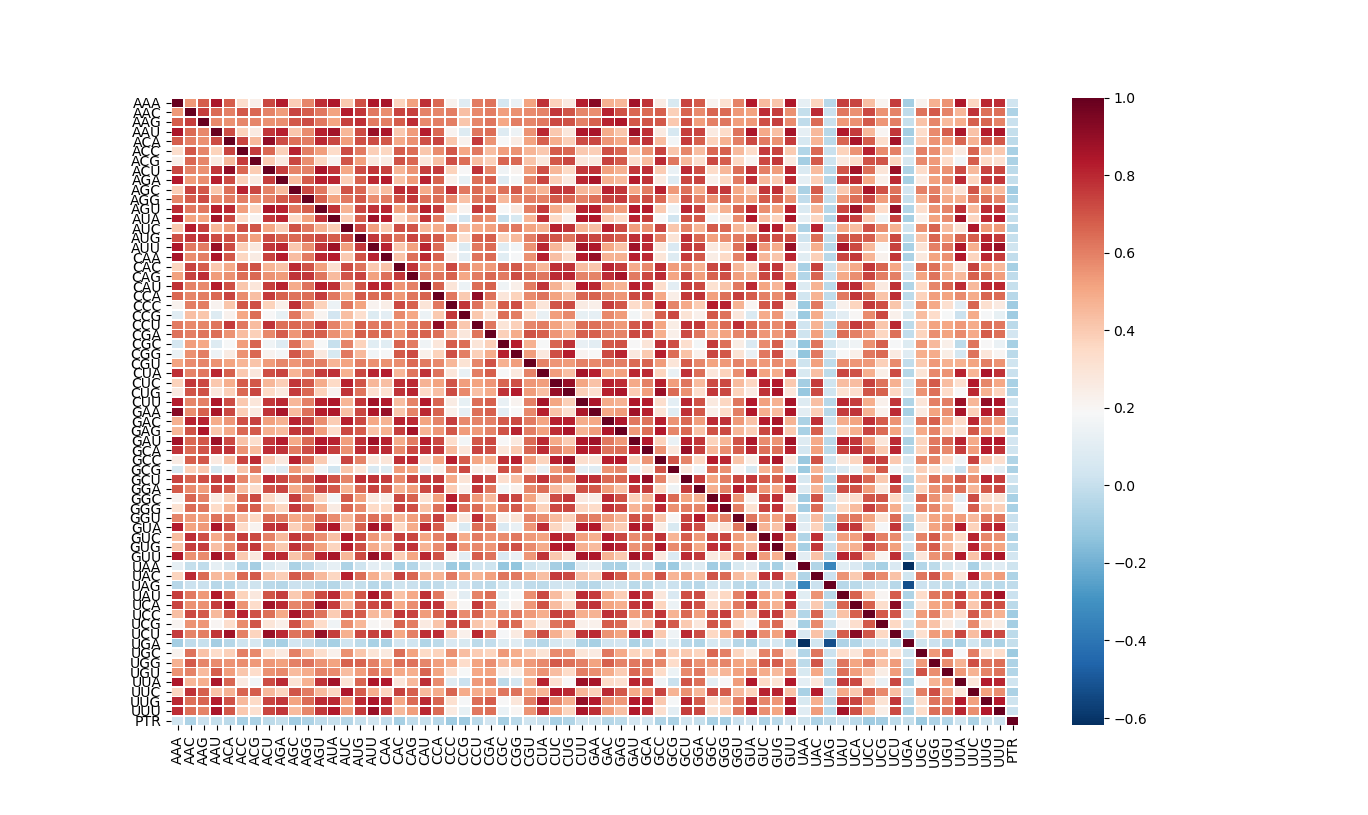 AAA
AAC
AAG
AAU
ACA
ACC
ACG
ACU
AGA
AGC
AGG
AGU
AUA
AUC
AUG
AUU
CAA
CAC
CAG
CAU
CCA
CCC
CCG
CCU
CGA
CGC
CGG
CGU
CUA
CUC
CUG
CUU
GAA
GAC
GAG
GAU
GCA
GCC
GCG
GCU
GGA
GGC
GGG
GGU
GUA
GUC
GUG
GUU
UAA
UAC
UAG
UAU
UCA
UCC
UCG
UCU
UGA
UGC
UGG
UGU
UUA
UUC
UUG
UUU
PTR
AAA AAC AAG AAU ACA ACC ACG ACU AGA AGC AGG AGU AUA AUC AUG AUU CAA CAC CAG CAU CCA CCC CCG CCU CGA CGC CGG CGU CUA CUC CUG CUU GAA GAC GAG GAU GCA GCC GCG GCU GGA GGC GGG GGU GUA GUC GUG GUU UAA UAC UAG UAU UCA UCC UCG UCU UGA UGC UGG UGU UUA UUC UUG UUU PTR
1.0
0.8
0.6
0.4
0.2
0.0
−0.2
−0.4
−0.6